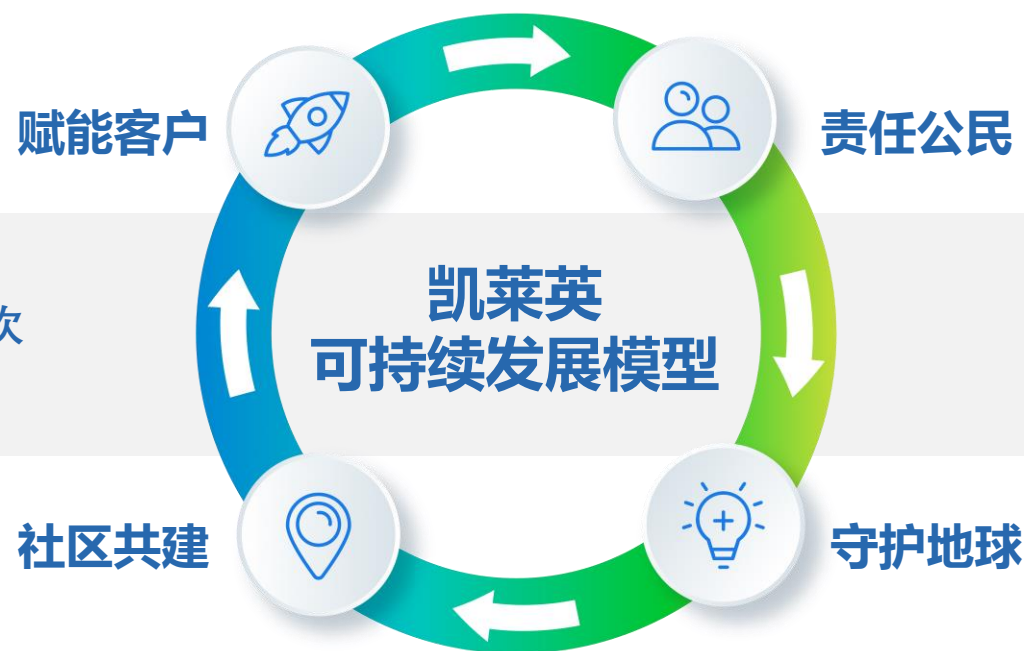 赋能客户
责任公民
凯莱英
可持续发展模型
社区共建
守护地球